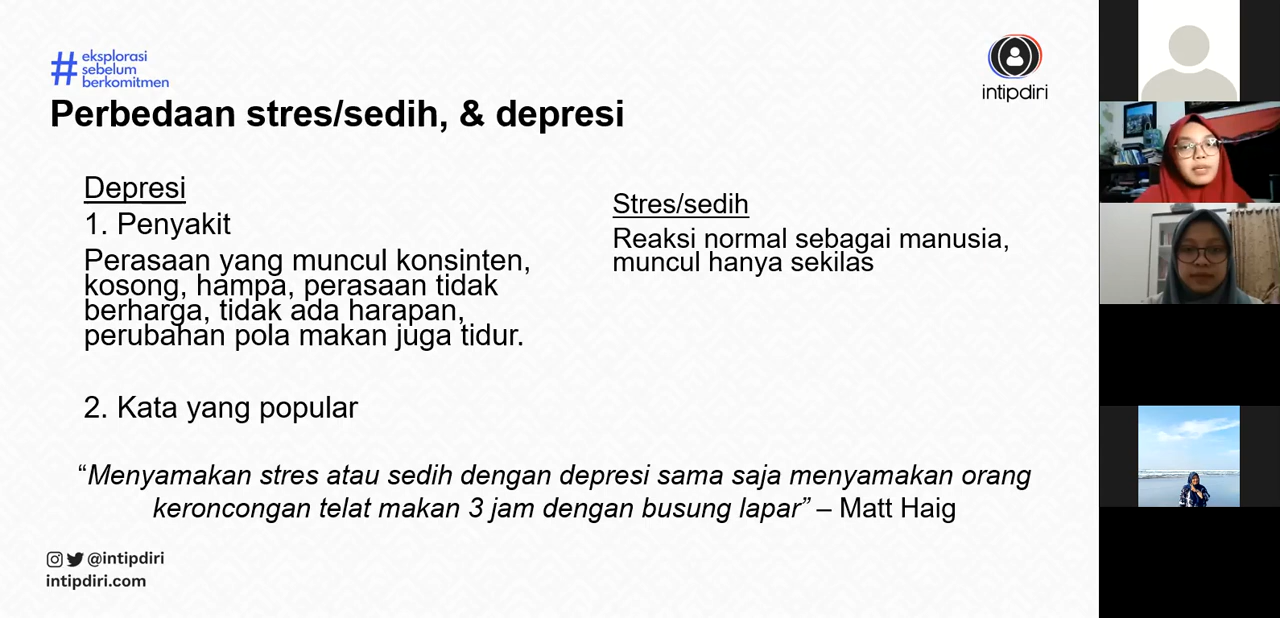 #eksplorasi
sebelum
berkomitmen
intipdiri
Perbedaan stres/sedih, & depresi
Depresi
1. Penyakit
Perasaan yang muncul konsinten,
kosong, hampa, perasaan tidak
berharga, tidak ada harapan,
perubahan pola makan juga tidur.
2. Kata yang popular
Stres/sedih
Reaksi normal sebagai manusia,
muncul hanya sekilas
“Menyamakan stres atau sedih dengan depresi sama saja menyamakan orang
keroncongan telat makan 3 jam dengan busung lapar” – Matt Haig
@intipdiri
intipdiri.com